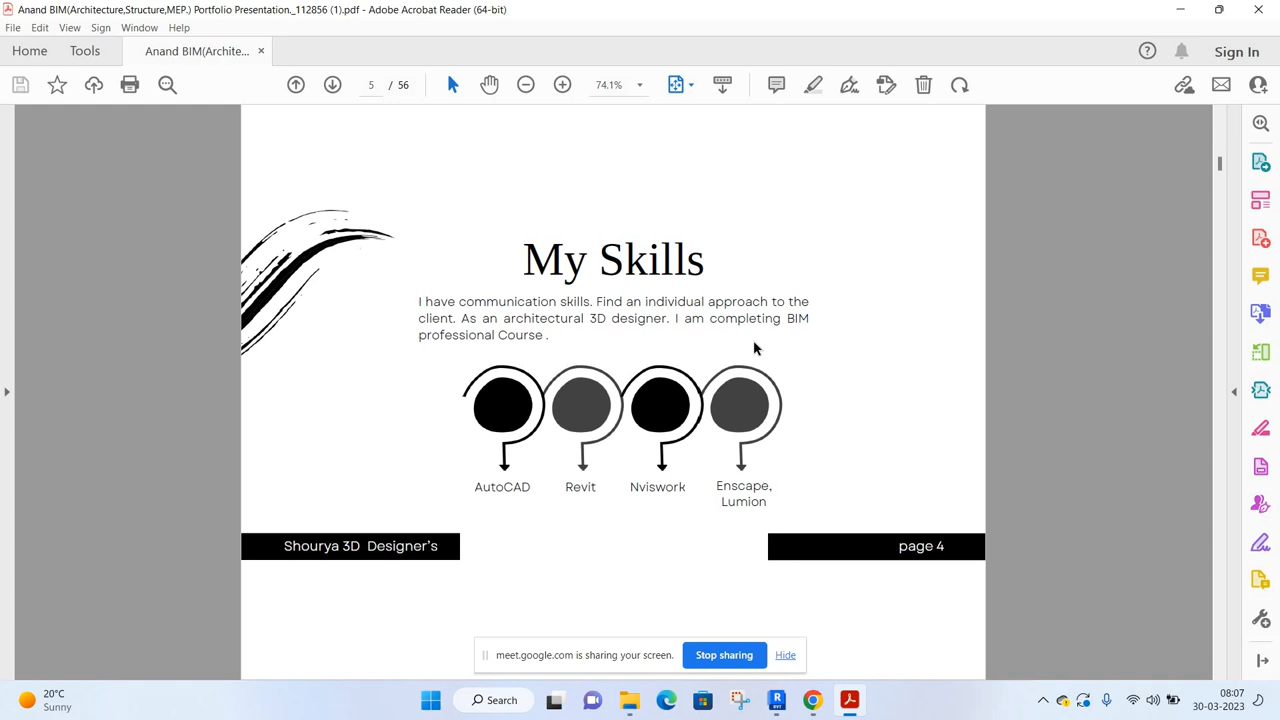 Anand BIM(Architecture,Structure,MEP.) Portfolio Presentation._112856 (1).pdf - Adobe Acrobat Reader (64-bit)
File Edit View Sign Window Help
Home Tools Anand BIM(Archite... × Sign In
5 / 56 74.1%
My Skills
I have communication skills. Find an individual approach to the
client. As an architectural 3D designer. I am completing BIM
professional Course .
AutoCAD Revit Nviswork Enscape,
Lumion
Shourya 3D Designer's page 4
meet.google.com is sharing your screen. Stop sharing Hide
20°C
Sunny
Search
08:07
30-03-2023